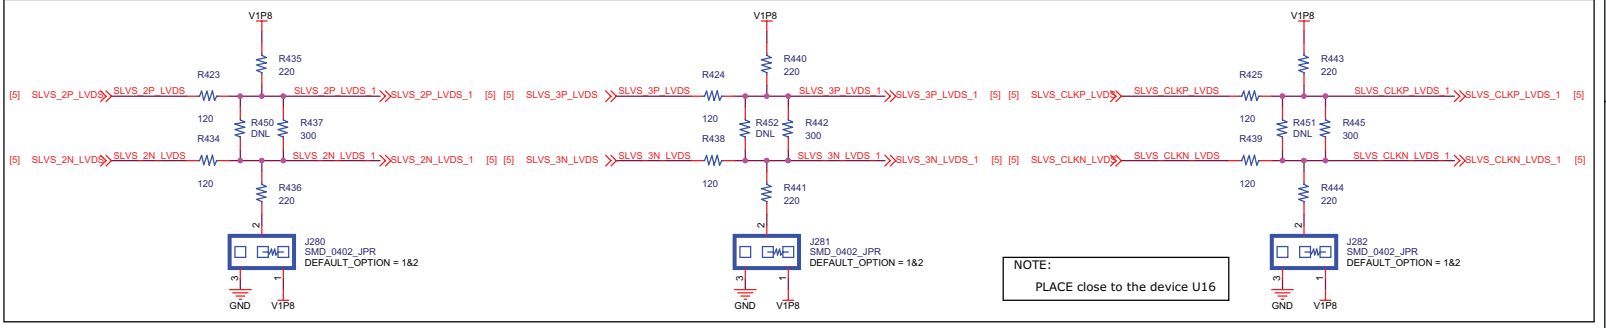 V1P8 V1P8 V1P8
R435 R440 R443
220 220 220
R423 R424 R425
[5] SLVS_2P_LVDS SLVS_2P_LVDS SLVS_2P_LVDS_1 SLVS_2P_LVDS_1 [5] [5] SLVS_3P_LVDS SLVS_3P_LVDS SLVS_3P_LVDS_1 SLVS_3P_LVDS_1 [5] [5] SLVS_CLKP_LVDS SLVS_CLKP_LVDS SLVS_CLKP_LVDS_1 SLVS_CLKP_LVDS_1 [5]
120 R450 R437 120 R452 R442 120 R451 R445
DNL 300 DNL 300 DNL 300
R434 R438 R439
[5] SLVS_2N_LVDS SLVS_2N_LVDS SLVS_2N_LVDS_1 SLVS_2N_LVDS_1 [5] [5] SLVS_3N_LVDS SLVS_3N_LVDS SLVS_3N_LVDS_1 SLVS_3N_LVDS_1 [5] [5] SLVS_CLKN_LVDS SLVS_CLKN_LVDS SLVS_CLKN_LVDS_1 SLVS_CLKN_LVDS_1 [5]
120 R436 120 R441 120 R444
220 220 220
2 2 2
J280 J281 J282
SMD_0402_JPR SMD_0402_JPR SMD_0402_JPR
DEFAULT_OPTION = 1&2 DEFAULT_OPTION = 1&2 DEFAULT_OPTION = 1&2
3 1 3 1 3 1
GND V1P8 GND V1P8 GND V1P8
NOTE:
PLACE close to the device U16